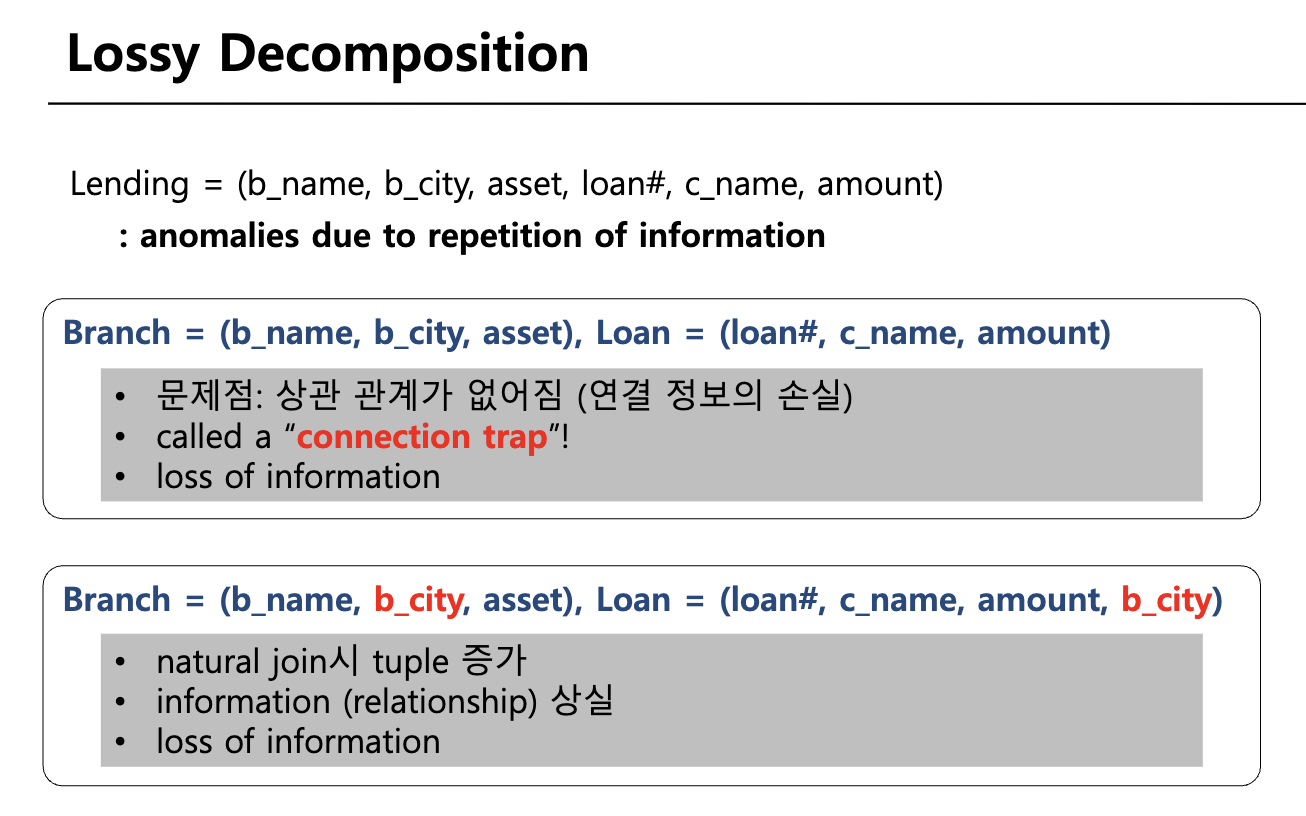 Lossy Decomposition
Lending = (b_name, b_city, asset, loan#, c_name, amount)
: anomalies due to repetition of information
Branch = (b_name, b_city, asset), Loan = (loan#, c_name, amount)
• 문제점: 상관 관계가 없어짐 (연결 정보의 손실)
• called a “connection trap”!
• loss of information
Branch = (b_name, b_city, asset), Loan = (loan#, c_name, amount, b_city)
• natural join시 tuple 증가
• information (relationship) 상실
• loss of information